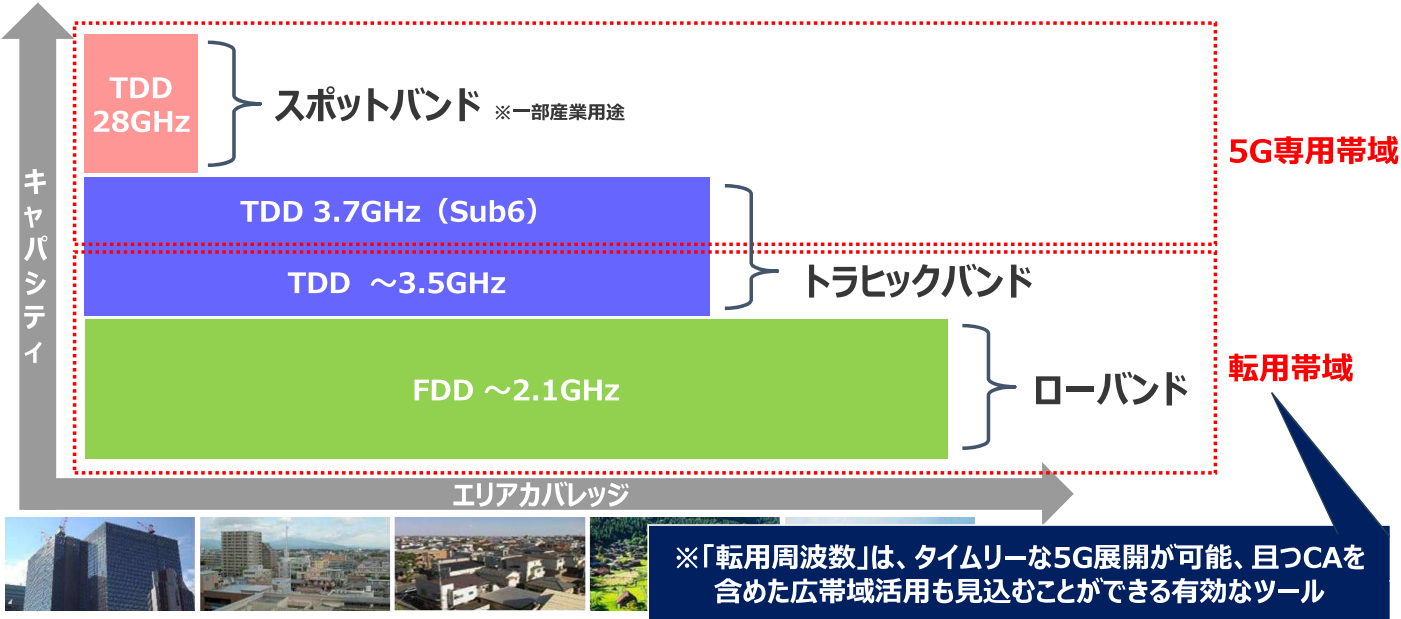 キャパシティ
TDD
28GHz
スポットバンド ※一部産業用途
5G専用帯域
TDD 3.7GHz（Sub6）
TDD ～3.5GHz
トラヒックバンド
転用帯域
FDD ～2.1GHz
ローバンド
エリアカバレッジ
※「転用周波数」は、タイムリーな5G展開が可能、且つCAを
含めた広帯域活用も見込むことができる有効なツール